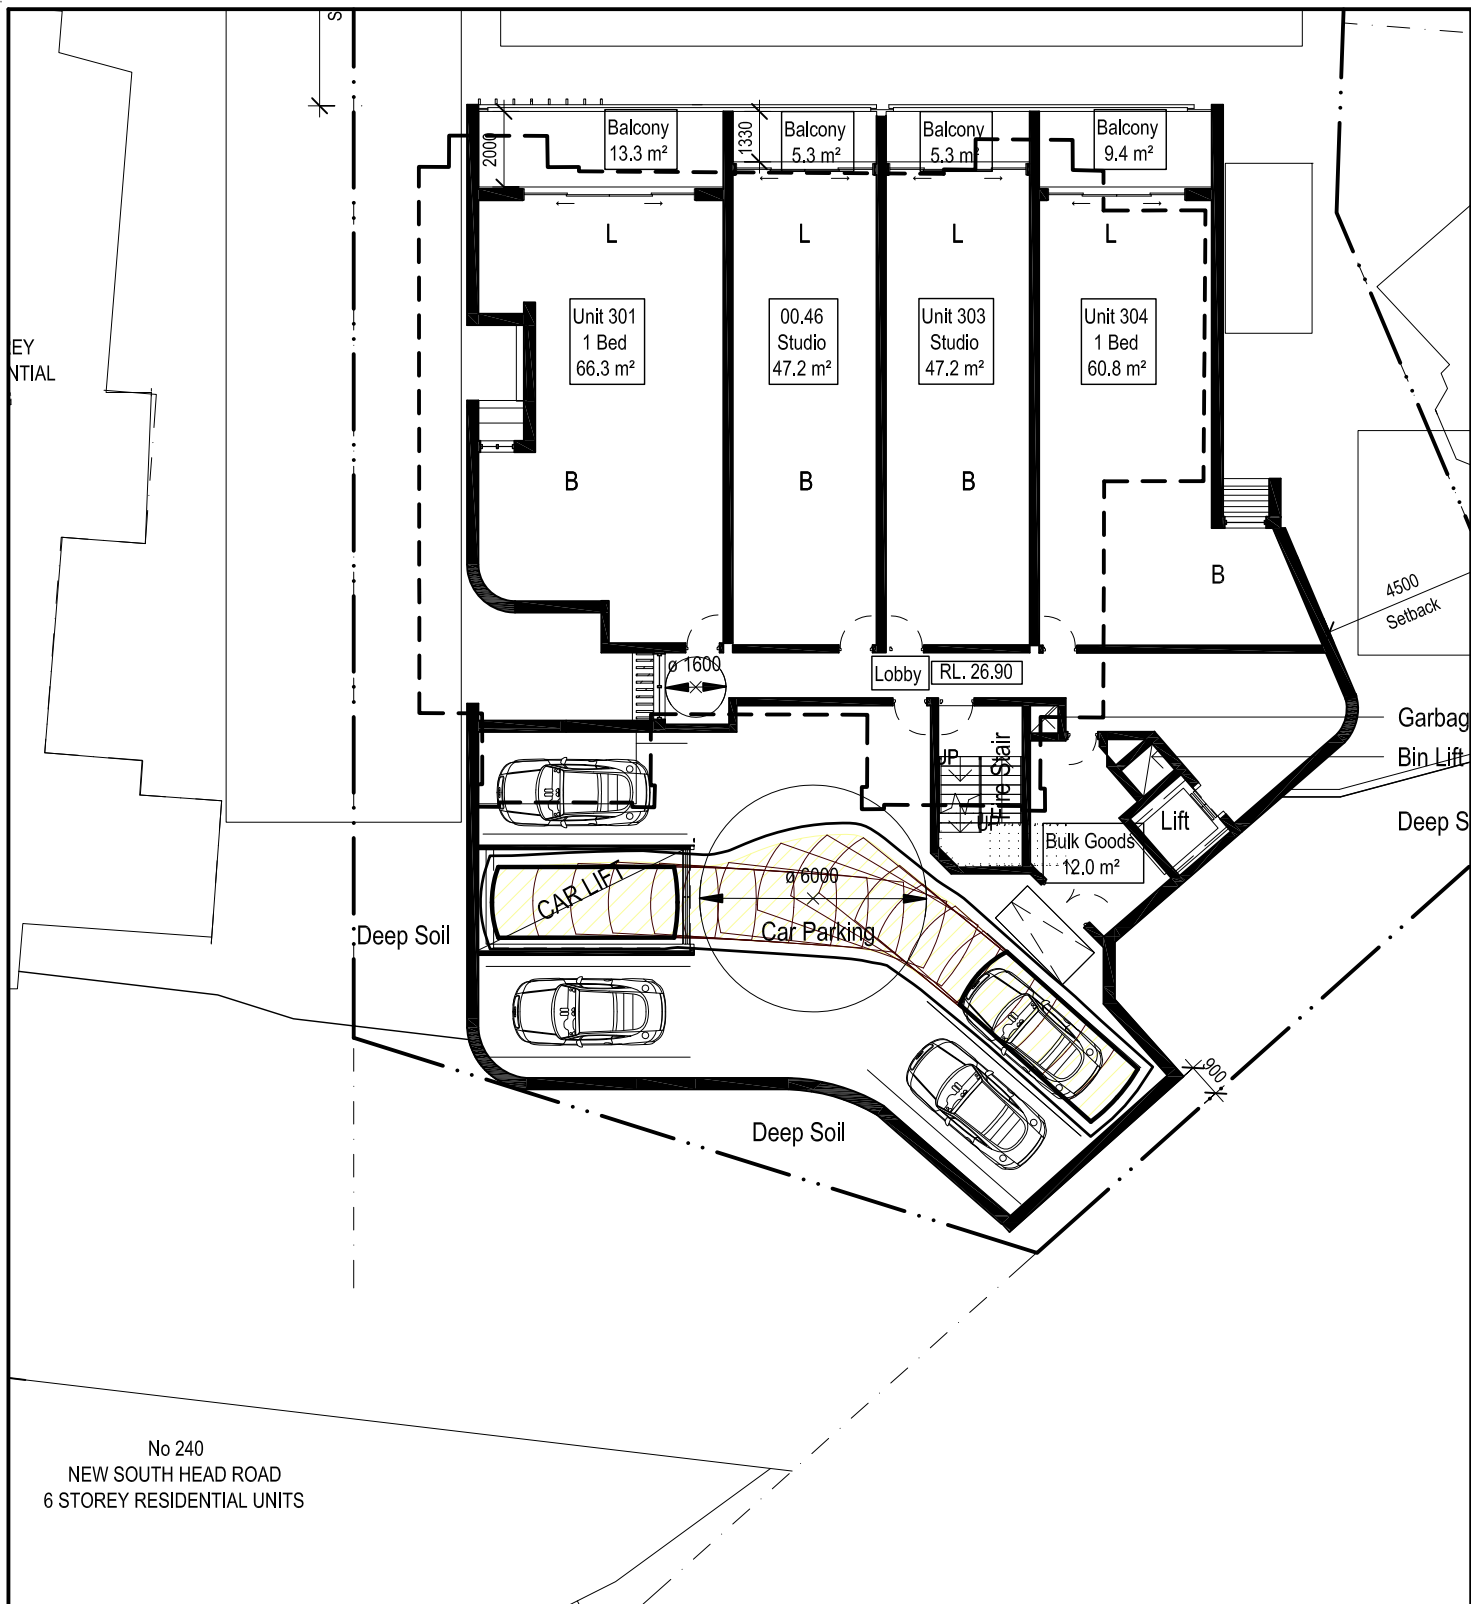 S
Balcony
13.3 m²
Balcony
5.3 m²
Balcony
5.3 m²
Balcony
9.4 m²
2000
1330
L
L
L
L
Unit 301
1 Bed
66.3 m²
00.46
Studio
47.2 m²
Unit 303
Studio
47.2 m²
Unit 304
1 Bed
60.8 m²
EY
NTIAL
B
B
B
B
4500
Setback
ø 1600
Lobby
RL. 26.90
Garbag
Bin Lift
Deep S
UP
Fire Stair
UP
Lift
Bulk Goods
12.0 m²
CAR LIFT
ø 6000
Car Parking
Deep Soil
900
Deep Soil
No 240
NEW SOUTH HEAD ROAD
6 STOREY RESIDENTIAL UNITS